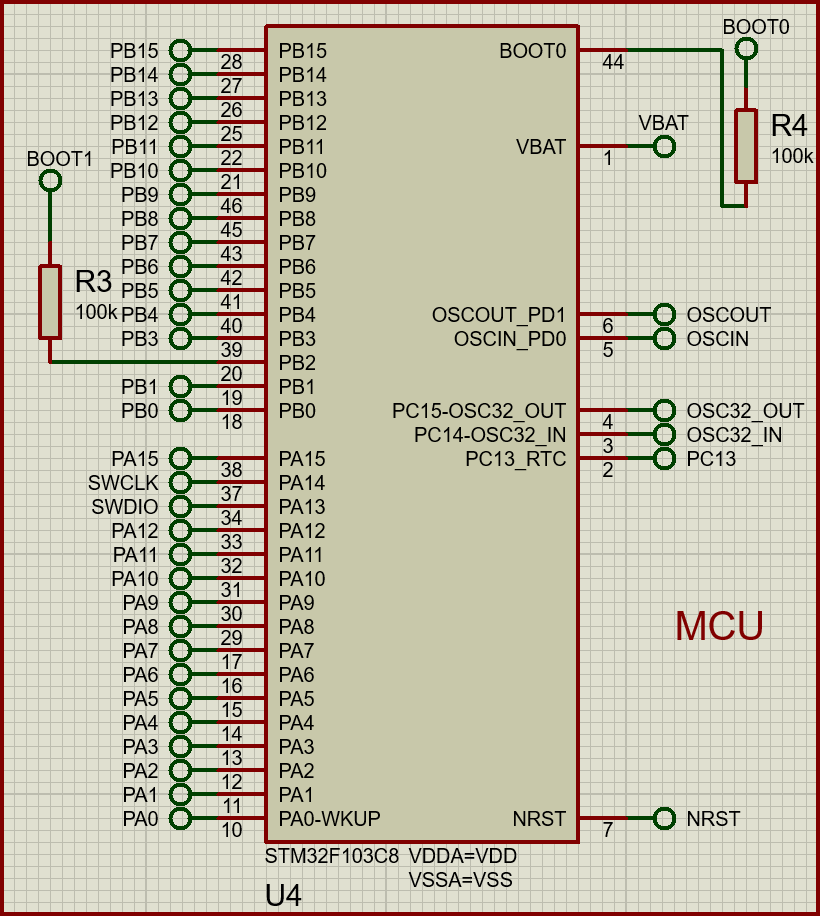 BOOT0
PB15 PB15 BOOT0
28 44
PB14 PB14
27
PB13 PB13
26
PB12 PB12 VBAT R4
25
PB11 PB11 VBAT 100k
22 1
BOOT1 PB10 PB10
21
PB9 PB9
46
PB8 PB8
45
PB7 PB7
43
PB6 PB6
42
R3 PB5 PB5
41
100k PB4 PB4 OSCOUT_PD1 OSCOUT
40 6
PB3 PB3 OSCIN_PD0 OSCIN
39 5
PB2
20
PB1 PB1
19
PB0 PB0 PC15-OSC32_OUT OSC32_OUT
18 4
PC14-OSC32_IN OSC32_IN
3
PA15 PA15 PC13_RTC PC13
38 2
SWCLK PA14
37
SWDIO PA13
34
PA12 PA12
33
PA11 PA11
32
PA10 PA10
31
PA9 PA9
30
PA8 PA8 MCU
29
PA7 PA7
17
PA6 PA6
16
PA5 PA5
15
PA4 PA4
14
PA3 PA3
13
PA2 PA2
12
PA1 PA1
11
PA0 PA0-WKUP NRST NRST
10 7
STM32F103C8 VDDA=VDD
VSSA=VSS
U4